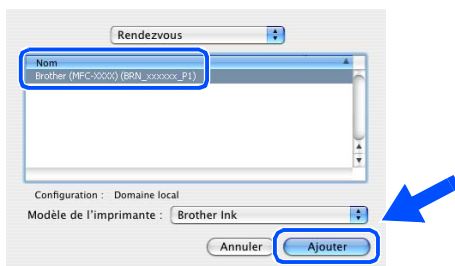 Rendezvous
Nom
Brother (MFC-XXXX) (BRN_xxxxxx_P1)
Configuration : Domaine local
Modèle de l'imprimante : Brother Ink
Annuler Ajouter